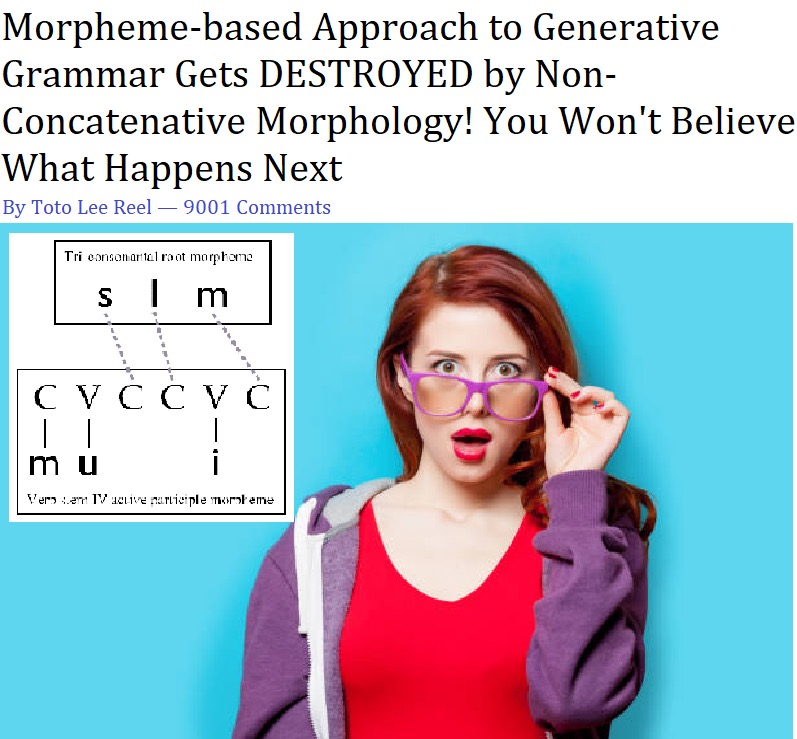 Morpheme-based Approach to Generative
Grammar Gets DESTROYED by Non-
Concatenative Morphology! You Won't Believe
What Happens Next
By Toto Lee Reel — 9001 Comments
Tri-consonantal root morpheme
s l m
C V C C V C
m u i
Verb stem IV active participle morpheme